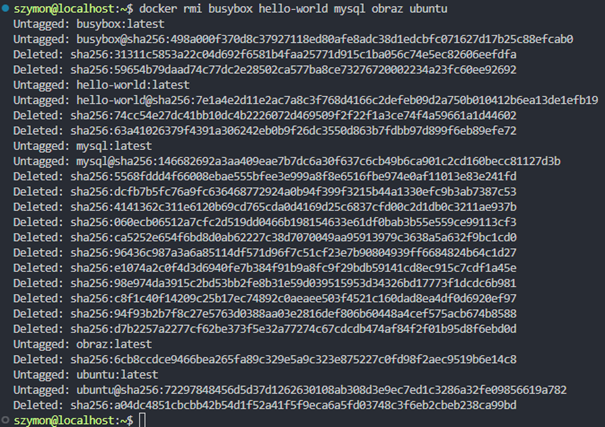 szymon@localhost:~$ docker rmi busybox hello-world mysql obraz ubuntu
Untagged: busybox:latest
Untagged: busybox@sha256:498a000f370d8c37927118ed80afe8adc38d1edcbfc071627d17b25c88efcab0
Deleted: sha256:31311c5853a22c04d692f6581b4faa25771d915c1ba056c74e5ec82606eefdfa
Deleted: sha256:59654b79daad74c77dc2e28502ca577ba8ce73276720002234a23fc60ee92692
Untagged: hello-world:latest
Untagged: hello-world@sha256:7e1a4e2d11e2ac7a8c3f768d4166c2defeb09d2a750b010412b6ea13de1efb19
Deleted: sha256:74cc54e27dc41bb10dc4b2226072d469509f2f22f1a3ce74f4a59661a1d44602
Deleted: sha256:63a41026379f4391a306242eb0b9f26dc3550d863b7fdbb97d899f6eb89efe72
Untagged: mysql:latest
Untagged: mysql@sha256:146682692a3aa409eae7b7dc6a30f637c6cb49b6ca901c2cd160becc81127d3b
Deleted: sha256:5568fddd4f66008ebae555bfee3e999a8f8e6516fbe974e0af11013e83e241fd
Deleted: sha256:dcfb7b5fc76a9fc636468772924a0b94f399f3215b44a1330efc9b3ab7387c53
Deleted: sha256:4141362c311e6120b69cd765cda0d4169d25c6837cfd00c2d1db0c3211ae937b
Deleted: sha256:060ecb06512a7cfc2d519dd0466b198154633e61df0bab3b55e559ce99113cf3
Deleted: sha256:ca5252e654f6bd8d0ab62227c38d7070049aa95913979c3638a5a632f9bc1cd0
Deleted: sha256:96436c987a3a6a85114df571d96f7c51cf23e7b90804939ff6684824b64c1d27
Deleted: sha256:e1074a2c0f4d3d6940fe7b384f91b9a8fc9f29bdb59141cd8ec915c7cdf1a45e
Deleted: sha256:98e974da3915c2bd53bb2fe8b31e59d039515953d34326bd17773f1dcdc6b981
Deleted: sha256:c8f1c40f14209c25b17ec74892c0aeaee503f4521c160dad8ea4df0d6920ef97
Deleted: sha256:94f93b2b7f8c27e5763d0388aa03e2816def806b60448a4cef575acb674b8588
Deleted: sha256:d7b2257a2277cf62be373f5e32a77274c67cdcdb474af84f2f01b95d8f6ebd0d
Untagged: obraz:latest
Deleted: sha256:6cb8ccdce9466bea265fa89c329e5a9c323e875227c0fd98f2aec9519b6e14c8
Untagged: ubuntu:latest
Untagged: ubuntu@sha256:72297848456d5d37d1262630108ab308d3e9ec7ed1c3286a32fe09856619a782
Deleted: sha256:a04dc4851cbcbb42b54d1f52a41f5f9eca6a5fd03748c3f6eb2cbeb238ca99bd
szymon@localhost:~$